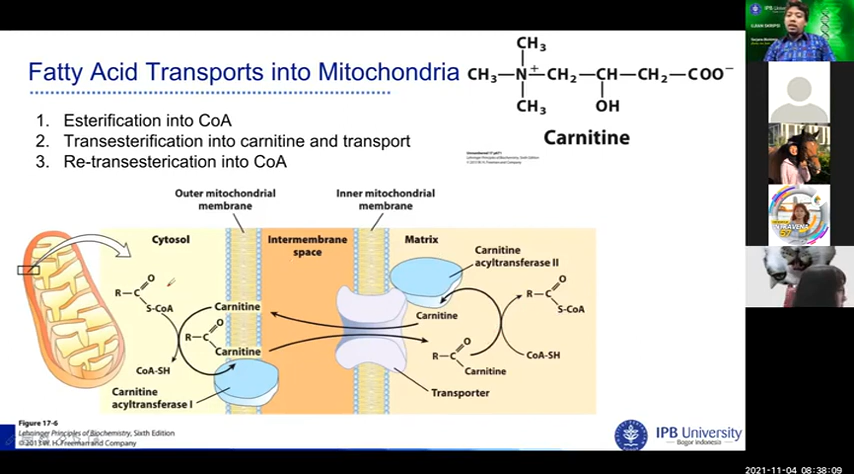 Fatty Acid Transports into Mitochondria
1. Esterification into CoA
2. Transesterification into carnitine and transport
3. Re-transesterication into CoA
CH3
CH3—N+—CH2—CH—CH2—COO−
CH3 OH
Carnitine
Outer mitochondrial
membrane
Inner mitochondrial
membrane
Cytosol
Intermembrane
space
Matrix
Carnitine
acyltransferase II
R—C
O
S-CoA
Carnitine
R—C
O
Carnitine
CoA-SH
Carnitine
acyltransferase I
Carnitine
R—C
O
Carnitine
R—C
O
S-CoA
CoA-SH
Transporter
Figure 17-6
Lehninger Principles of Biochemistry, Sixth Edition
© 2013 W. H. Freeman and Company
IPB University
Bogor Indonesia
IPB Univers
2021-11-04 08:38:09